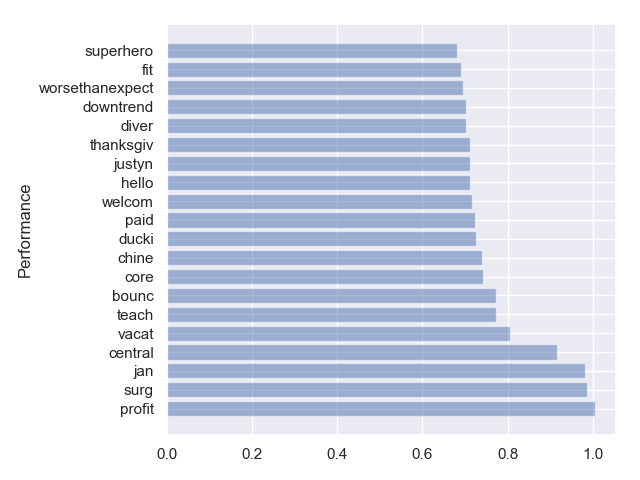 superhero
fit
worsethanexpect
downtrend
diver
thanksgiv
justyn
hello
welcom
paid
ducki
chine
core
bounc
teach
vacat
central
jan
surg
profit
Performance
0.0 0.2 0.4 0.6 0.8 1.0